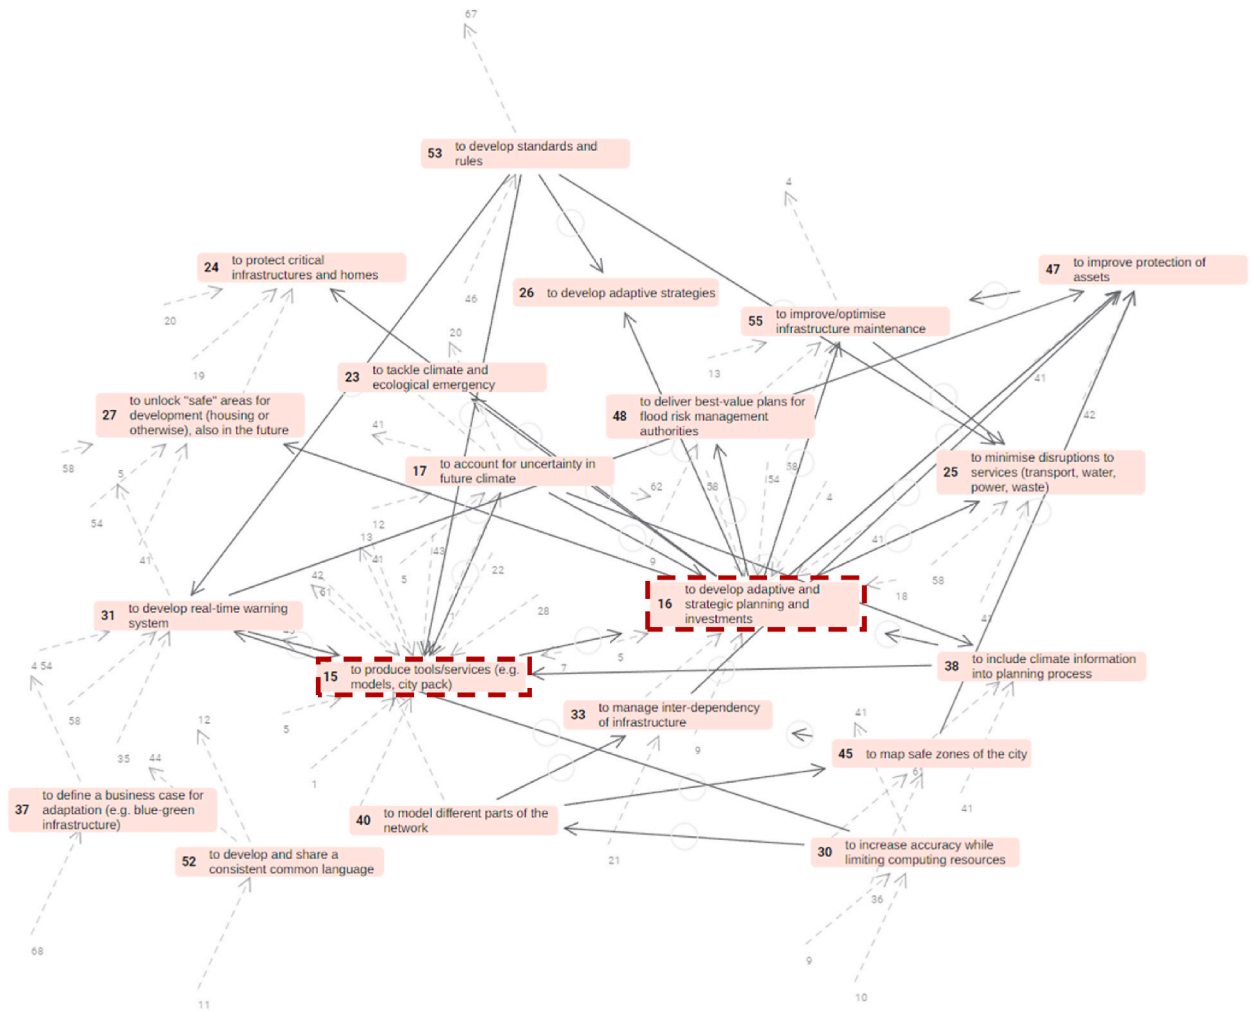 67
53 to develop standards and
rules
4
24 to protect critical
infrastructures and homes
47 to improve protection of
assets
26 to develop adaptive strategies
46
20
55 to improve/optimise
infrastructure maintenance
20
19
23 to tackle climate and
ecological emergency
13
41
27 to unlock "safe" areas for
development (housing or
otherwise), also in the future
48 to deliver best-value plans for
flood risk management
authorities
42
41
58
5
17 to account for uncertainty in
future climate
25 to minimise disruptions to
services (transport, water,
power, waste)
62
58
54
58
4
54
12
13
41
43
41
41
5
22
9
58
18
42
61
28
31 to develop real-time warning
system
16 to develop adaptive and
strategic planning and
investments
41
4 54
15 to produce tools/services (e.g.
models, city pack)
7
5
38 to include climate information
into planning process
58
12
5
33 to manage inter-dependency
of infrastructure
41
35
44
9
45 to map safe zones of the city
1
61
37 to define a business case for
adaptation (e.g. blue-green
infrastructure)
40 to model different parts of the
network
41
52 to develop and share a
consistent common language
21
30 to increase accuracy while
limiting computing resources
36
68
9
11
10